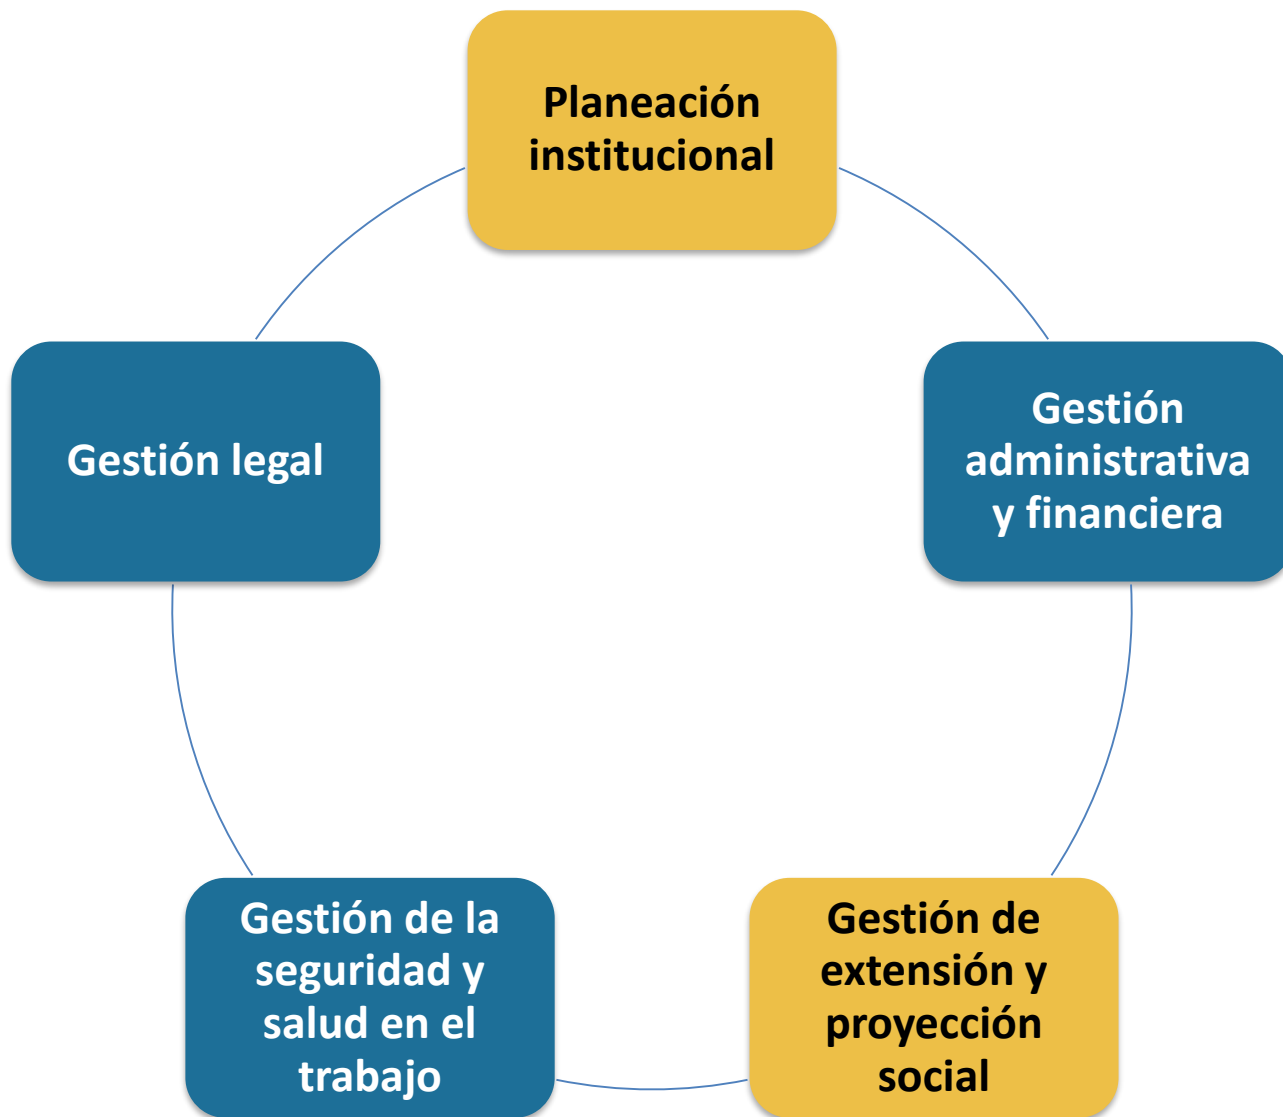 Planeación
institucional
Gestión legal
Gestión
administrativa
y financiera
Gestión de la
seguridad y
salud en el
trabajo
Gestión de
extensión y
proyección
social